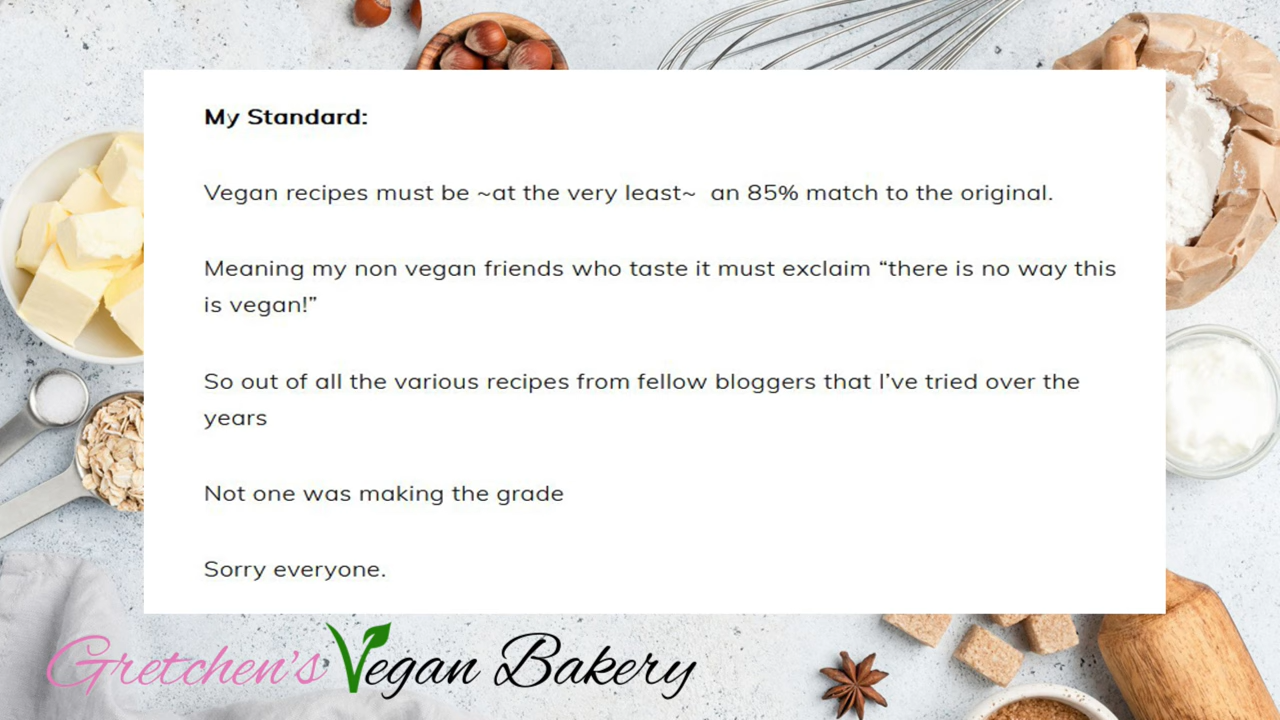 My Standard:
Vegan recipes must be ~at the very least~  an 85% match to the original.
Meaning my non vegan friends who taste it must exclaim “there is no way this
is vegan!”
So out of all the various recipes from fellow bloggers that I’ve tried over the
years
Not one was making the grade
Sorry everyone.
Gretchen’s Vegan Bakery